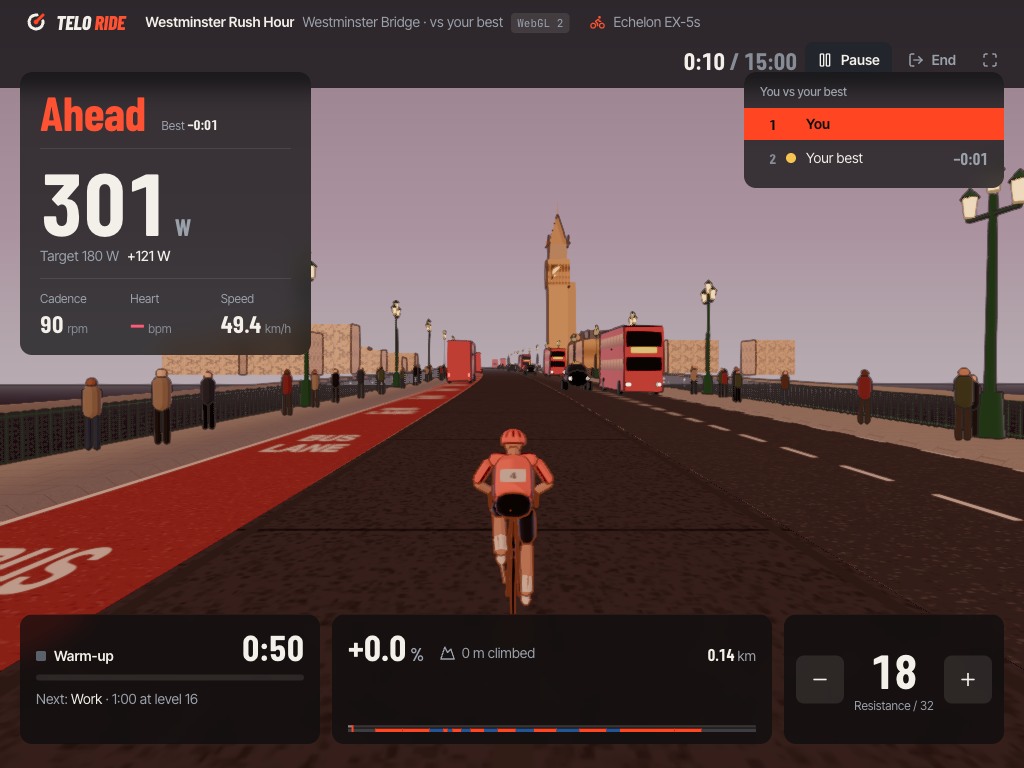 TELO RIDE Westminster Rush Hour Westminster Bridge · vs your best WebGL 2 Echelon EX-5s
0:10 / 15:00 Pause End
Ahead Best −0:01
You vs your best
1 You
2 Your best −0:01
301 W
Target 180 W +121 W
Cadence Heart Speed
90 rpm – bpm 49.4 km/h
BUS
LANE
4
BUS
Warm-up 0:50
Next: Work · 1:00 at level 16
+0.0 % 0 m climbed 0.14 km
− 18 +
Resistance / 32